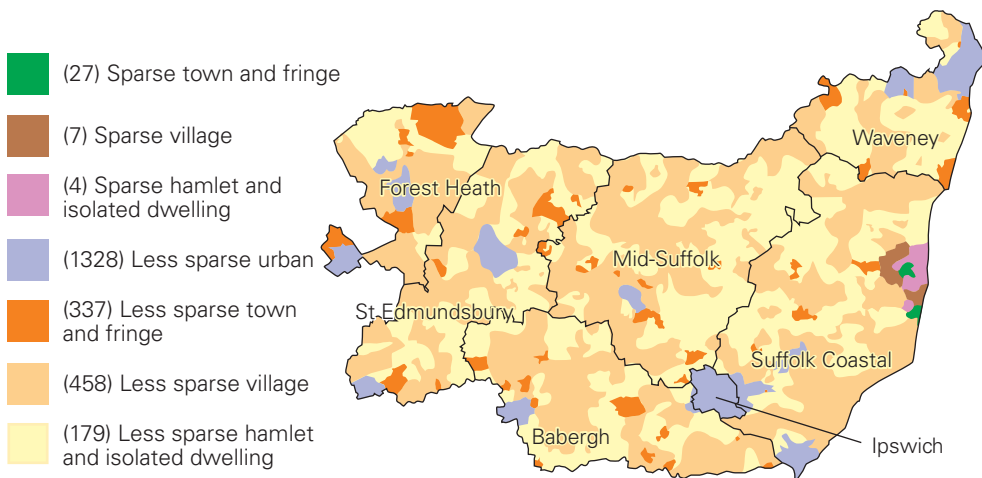 (27) Sparse town and fringe
(7) Sparse village
(4) Sparse hamlet and
isolated dwelling
(1328) Less sparse urban
(337) Less sparse town
and fringe
(458) Less sparse village
(179) Less sparse hamlet
and isolated dwelling
Waveney
Forest Heath
Mid-Suffolk
St Edmundsbury
Suffolk Coastal
Babergh
Ipswich